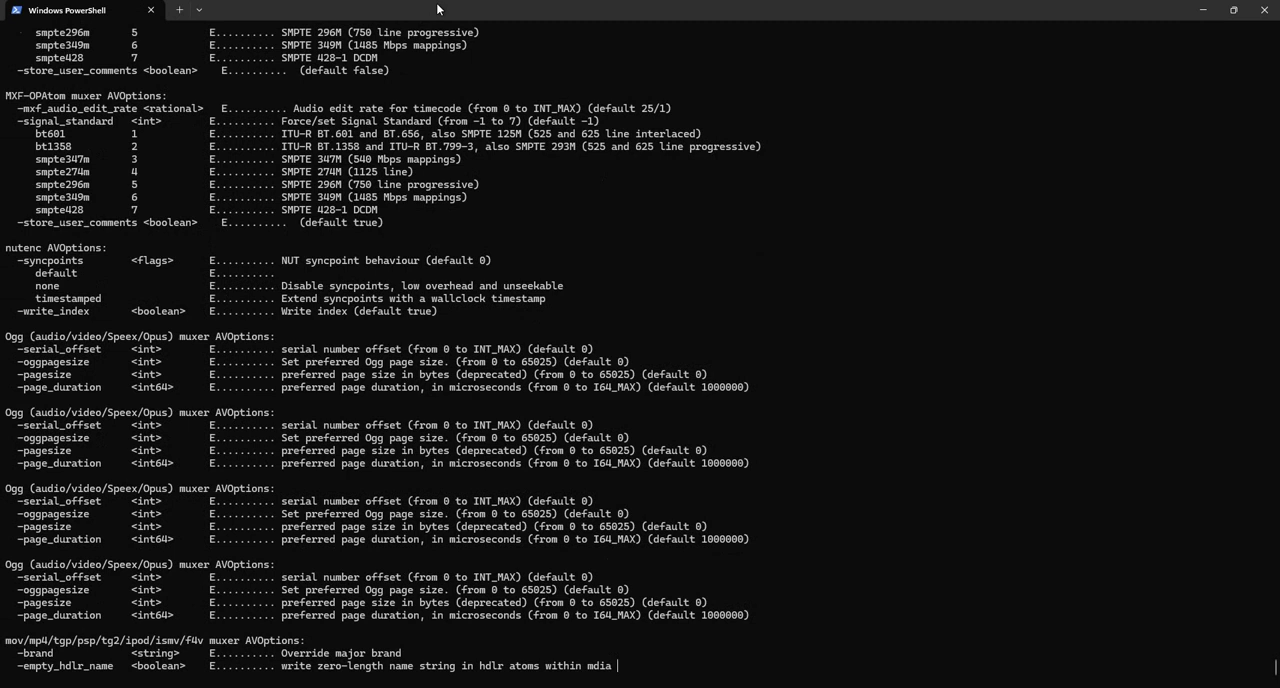 Windows PowerShell
smpte296m 5 E.......... SMPTE 296M (750 line progressive)
smpte349m 6 E.......... SMPTE 349M (1485 Mbps mappings)
smpte428 7 E.......... SMPTE 428-1 DCDM
-store_user_comments <boolean> E.......... (default false)
MXF-OPAtom muxer AVOptions:
-mxf_audio_edit_rate <rational> E.......... Audio edit rate for timecode (from 0 to INT_MAX) (default 25/1)
-signal_standard <int> E.......... Force/set Signal Standard (from -1 to 7) (default -1)
bt601 1 E.......... ITU-R BT.601 and BT.656, also SMPTE 125M (525 and 625 line interlaced)
bt1358 2 E.......... ITU-R BT.1358 and ITU-R BT.799-3, also SMPTE 293M (525 and 625 line progressive)
smpte347m 3 E.......... SMPTE 347M (540 Mbps mappings)
smpte274m 4 E.......... SMPTE 274M (1125 line)
smpte296m 5 E.......... SMPTE 296M (750 line progressive)
smpte349m 6 E.......... SMPTE 349M (1485 Mbps mappings)
smpte428 7 E.......... SMPTE 428-1 DCDM
-store_user_comments <boolean> E.......... (default true)
nutenc AVOptions:
-syncpoints <flags> E.......... NUT syncpoint behaviour (default 0)
default E..........
none E.......... Disable syncpoints, low overhead and unseekable
timestamped E.......... Extend syncpoints with a wallclock timestamp
-write_index <boolean> E.......... Write index (default true)
Ogg (audio/video/Speex/Opus) muxer AVOptions:
-serial_offset <int> E.......... serial number offset (from 0 to INT_MAX) (default 0)
-oggpagesize <int> E.......... Set preferred Ogg page size. (from 0 to 65025) (default 0)
-pagesize <int> E.......... preferred page size in bytes (deprecated) (from 0 to 65025) (default 0)
-page_duration <int64> E.......... preferred page duration, in microseconds (from 0 to I64_MAX) (default 1000000)
Ogg (audio/video/Speex/Opus) muxer AVOptions:
-serial_offset <int> E.......... serial number offset (from 0 to INT_MAX) (default 0)
-oggpagesize <int> E.......... Set preferred Ogg page size. (from 0 to 65025) (default 0)
-pagesize <int> E.......... preferred page size in bytes (deprecated) (from 0 to 65025) (default 0)
-page_duration <int64> E.......... preferred page duration, in microseconds (from 0 to I64_MAX) (default 1000000)
Ogg (audio/video/Speex/Opus) muxer AVOptions:
-serial_offset <int> E.......... serial number offset (from 0 to INT_MAX) (default 0)
-oggpagesize <int> E.......... Set preferred Ogg page size. (from 0 to 65025) (default 0)
-pagesize <int> E.......... preferred page size in bytes (deprecated) (from 0 to 65025) (default 0)
-page_duration <int64> E.......... preferred page duration, in microseconds (from 0 to I64_MAX) (default 1000000)
Ogg (audio/video/Speex/Opus) muxer AVOptions:
-serial_offset <int> E.......... serial number offset (from 0 to INT_MAX) (default 0)
-oggpagesize <int> E.......... Set preferred Ogg page size. (from 0 to 65025) (default 0)
-pagesize <int> E.......... preferred page size in bytes (deprecated) (from 0 to 65025) (default 0)
-page_duration <int64> E.......... preferred page duration, in microseconds (from 0 to I64_MAX) (default 1000000)
mov/mp4/tgp/psp/tg2/ipod/ismv/f4v muxer AVOptions:
-brand <string> E.......... Override major brand
-empty_hdlr_name <boolean> E.......... write zero-length name string in hdlr atoms within mdia